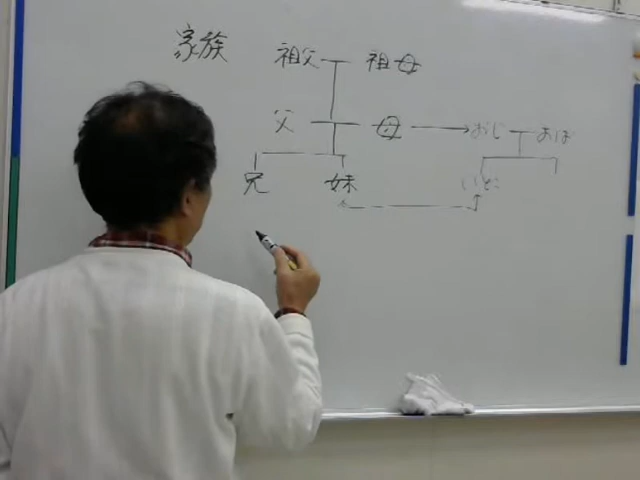 家族 祖父 祖母
父 母 おじ おば
兄 妹 いとこ